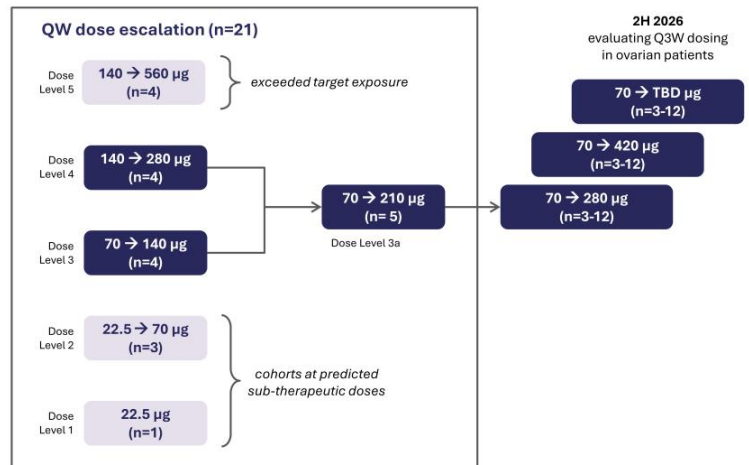 QW dose escalation (n=21)
Dose
Level 5
140 → 560 µg
(n=4)
exceeded target exposure
Dose
Level 4
140 → 280 µg
(n=4)
Dose
Level 3
70 → 140 µg
(n=4)
70 → 210 µg
(n= 5)
Dose Level 3a
Dose
Level 2
22.5 → 70 µg
(n=3)
Dose
Level 1
22.5 µg
(n=1)
cohorts at predicted
sub-therapeutic doses
2H 2026
evaluating Q3W dosing
in ovarian patients
70 → TBD µg
(n=3-12)
70 → 420 µg
(n=3-12)
70 → 280 µg
(n=3-12)